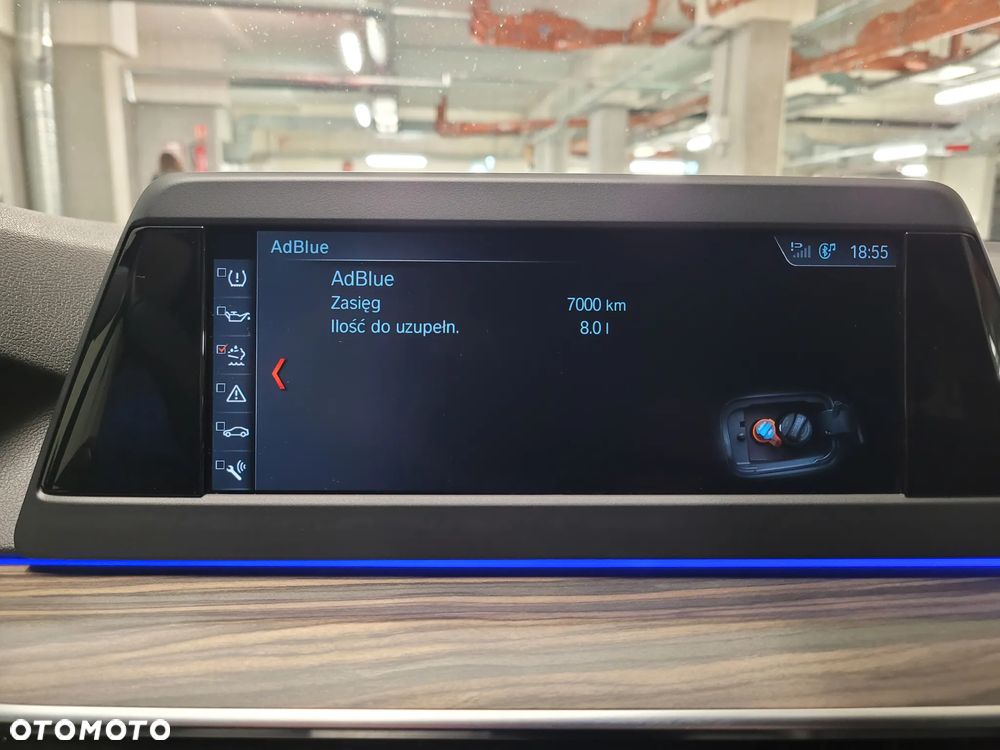 AdBlue
18:55
AdBlue
Zasięg 7000 km
Ilość do uzupełn. 8.0 l
OTOMOTO